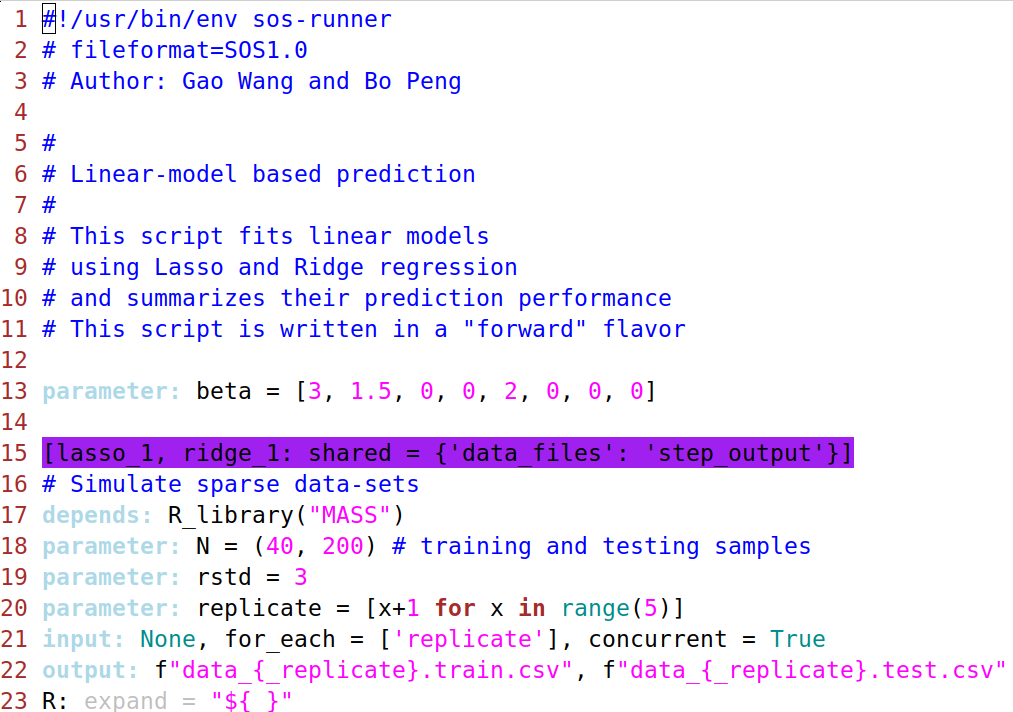 1 #!/usr/bin/env sos-runner
2 # fileformat=SOS1.0
3 # Author: Gao Wang and Bo Peng
4
5 #
6 # Linear-model based prediction
7 #
8 # This script fits linear models
9 # using Lasso and Ridge regression
10 # and summarizes their prediction performance
11 # This script is written in a "forward" flavor
12
13 parameter: beta = [3, 1.5, 0, 0, 2, 0, 0, 0]
14
15 [lasso_1, ridge_1: shared = {'data_files': 'step_output'}]
16 # Simulate sparse data-sets
17 depends: R_library("MASS")
18 parameter: N = (40, 200) # training and testing samples
19 parameter: rstd = 3
20 parameter: replicate = [x+1 for x in range(5)]
21 input: None, for_each = ['replicate'], concurrent = True
22 output: f"data_{_replicate}.train.csv", f"data_{_replicate}.test.csv"
23 R: expand = "${ }"